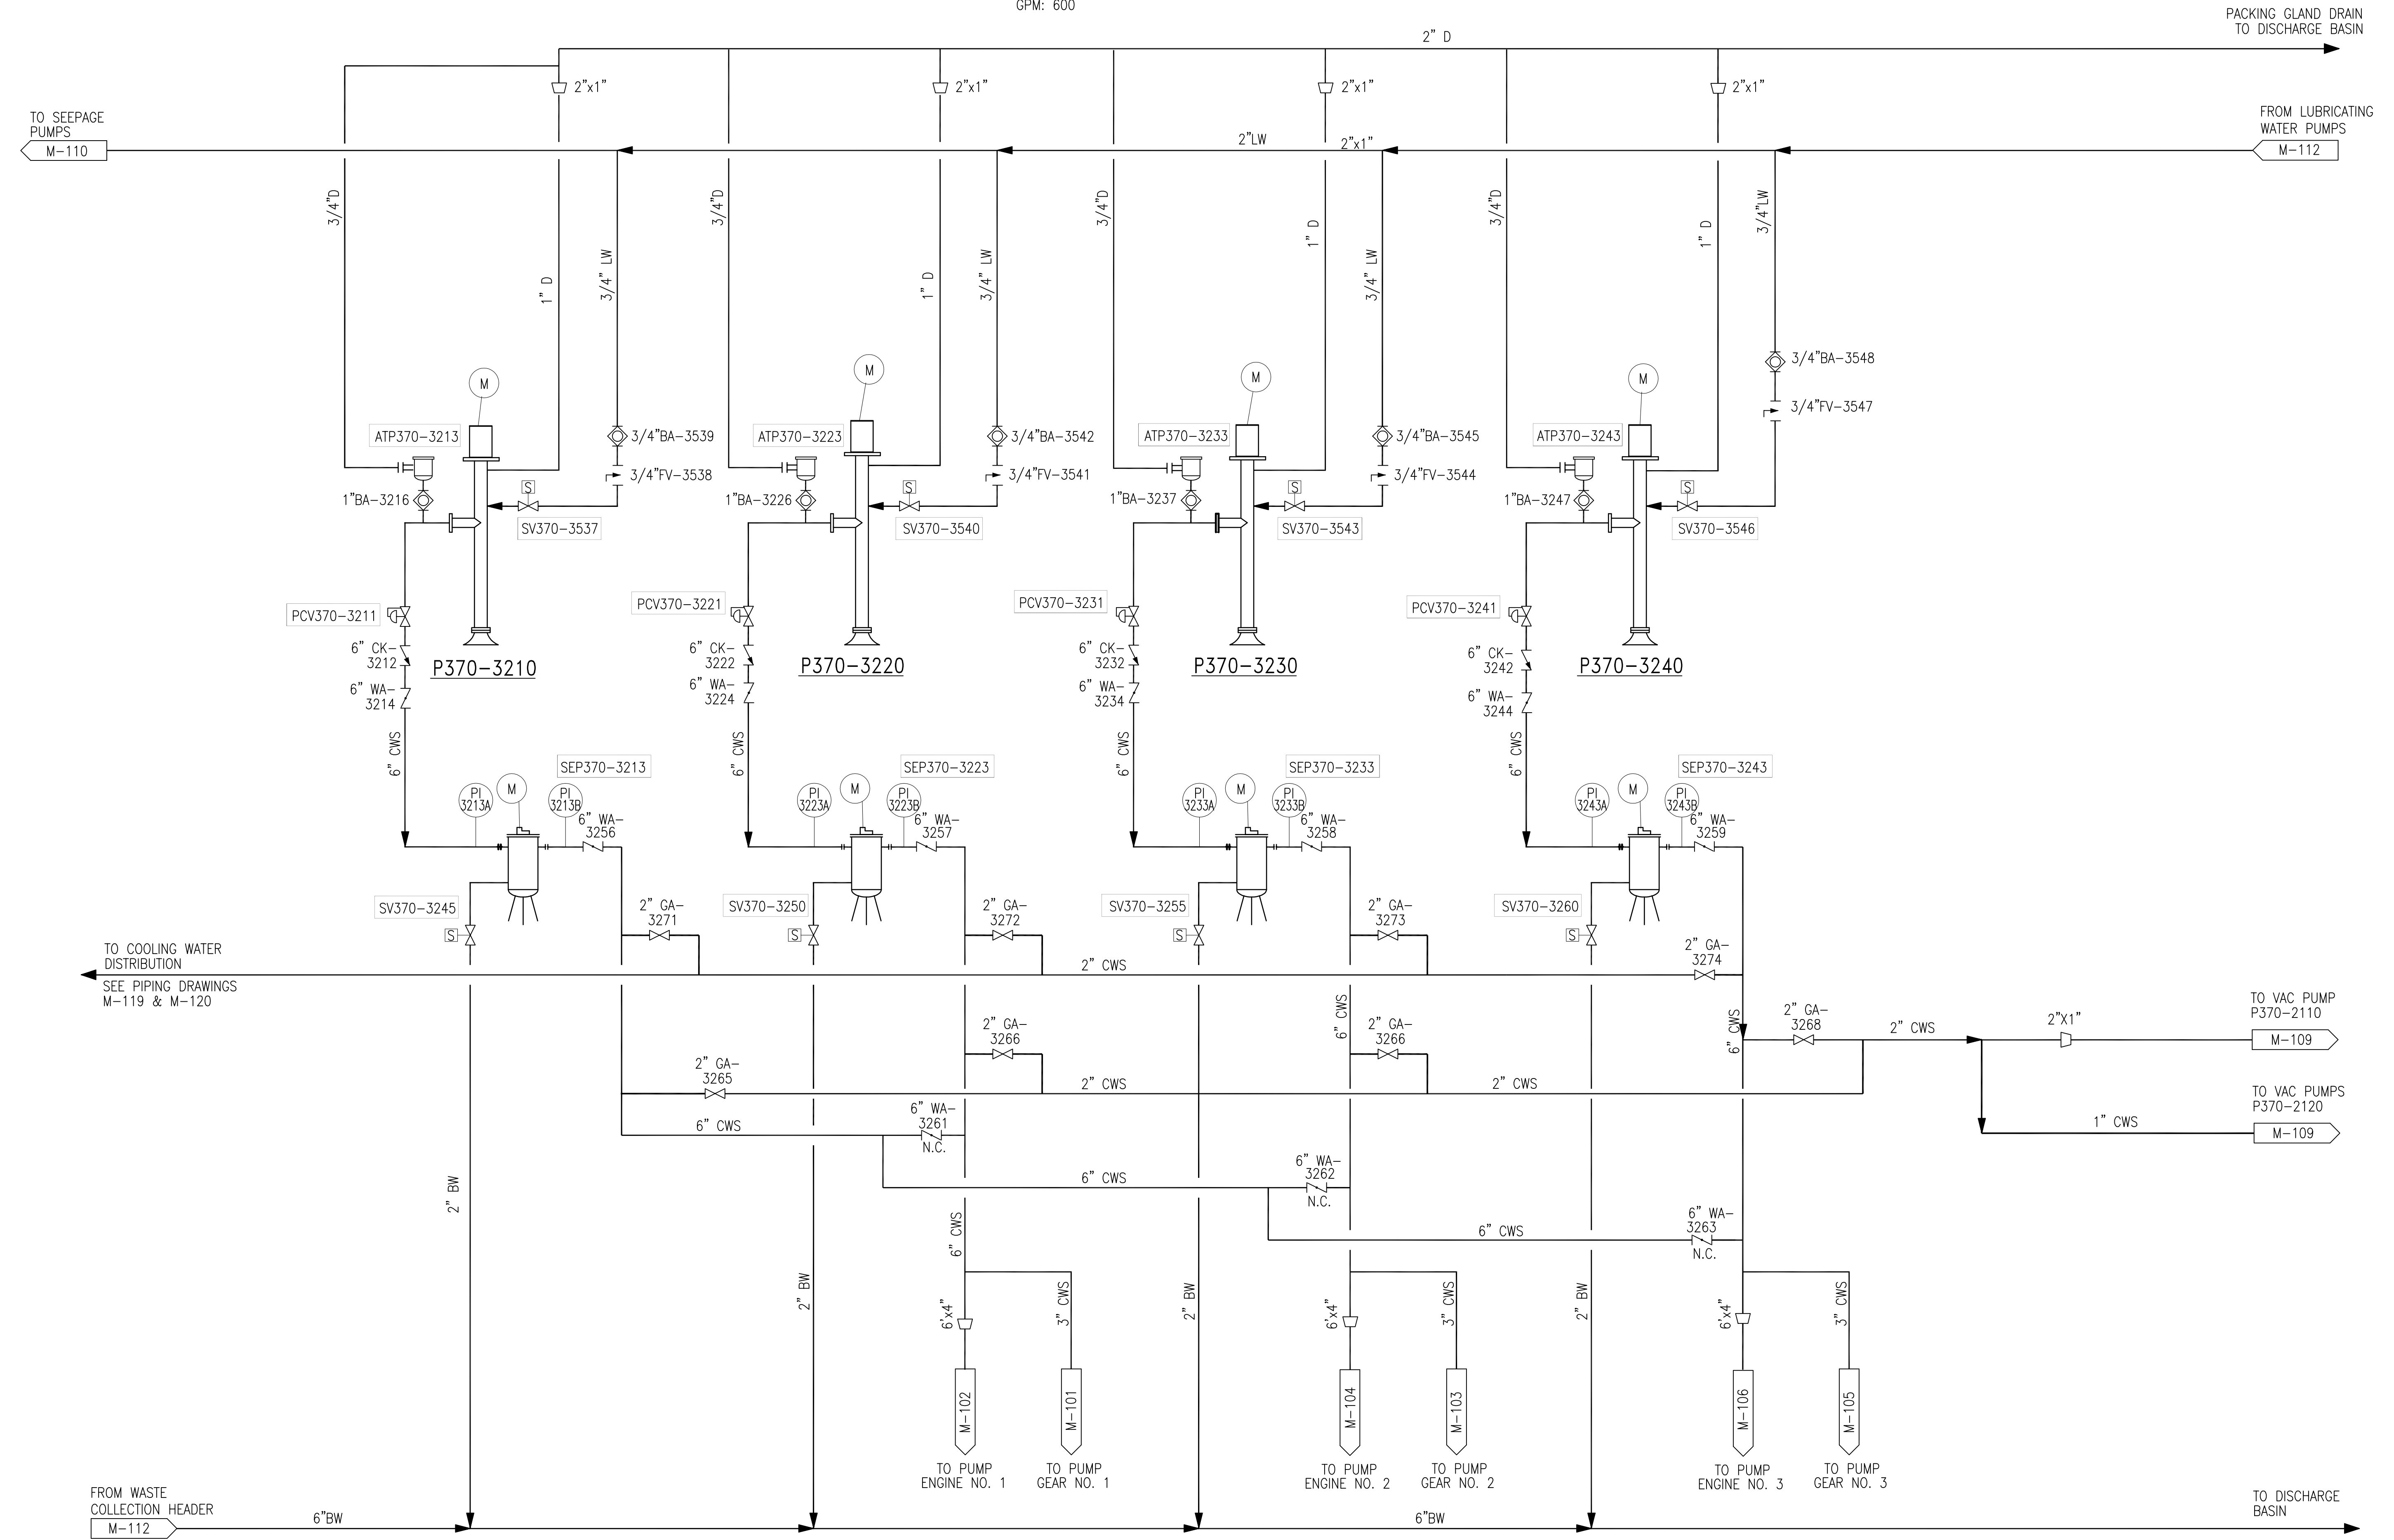 GPM: 600
PACKING GLAND DRAIN
TO DISCHARGE BASIN
2" D
2"x1"
2"x1"
2"x1"
2"x1"
TO SEEPAGE
PUMPS
M-110
2"LW
2"x1"
FROM LUBRICATING
WATER PUMPS
M-112
3/4"D
1" D
3/4" LW
3/4"D
1" D
3/4" LW
3/4"D
1" D
3/4" LW
3/4"D
1" D
3/4"LW
3/4"BA-3548
3/4"FV-3547
M
M
M
M
ATP370-3213
3/4"BA-3539
ATP370-3223
3/4"BA-3542
ATP370-3233
3/4"BA-3545
ATP370-3243
3/4"FV-3538
3/4"FV-3541
3/4"FV-3544
1"BA-3216
S
1"BA-3226
S
1"BA-3237
S
1"BA-3247
S
SV370-3537
SV370-3540
SV370-3543
SV370-3546
PCV370-3211
PCV370-3221
PCV370-3231
PCV370-3241
6" CK-
3212
6" CK-
3222
6" CK-
3232
6" CK-
3242
P370-3210
P370-3220
P370-3230
P370-3240
6" WA-
3214
6" WA-
3224
6" WA-
3234
6" WA-
3244
6" CWS
6" CWS
6" CWS
6" CWS
SEP370-3213
SEP370-3223
SEP370-3233
SEP370-3243
PI
3213A
M
PI
3213B
PI
3223A
M
PI
3223B
PI
3233A
M
PI
3233B
PI
3243A
M
PI
3243B
6" WA-
3256
6" WA-
3257
6" WA-
3258
6" WA-
3259
SV370-3245
S
2" GA-
3271
SV370-3250
S
2" GA-
3272
SV370-3255
S
2" GA-
3273
SV370-3260
S
2" GA-
3274
TO COOLING WATER
DISTRIBUTION
SEE PIPING DRAWINGS
M-119 & M-120
2" CWS
6" CWS
6" CWS
2" GA-
3266
2" GA-
3266
2" GA-
3268
2" CWS
2"X1"
TO VAC PUMP
P370-2110
M-109
2" GA-
3265
2" CWS
2" CWS
TO VAC PUMPS
P370-2120
M-109
1" CWS
6" CWS
6" WA-
3261
N.C.
6" CWS
6" WA-
3262
N.C.
6" CWS
6" WA-
3263
N.C.
2" BW
2" BW
2" BW
2" BW
6" CWS
6'x4"
3" CWS
6'x4"
3" CWS
6'x4"
3" CWS
M-102
M-101
M-104
M-103
M-106
M-105
TO PUMP
ENGINE NO. 1
TO PUMP
GEAR NO. 1
TO PUMP
ENGINE NO. 2
TO PUMP
GEAR NO. 2
TO PUMP
ENGINE NO. 3
TO PUMP
GEAR NO. 3
FROM WASTE
COLLECTION HEADER
M-112
6"BW
6"BW
TO DISCHARGE
BASIN